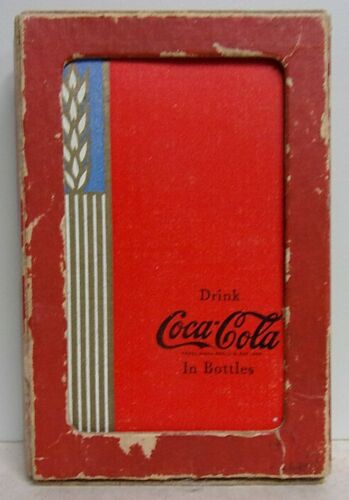 Drink
Coca-Cola
In Bottles